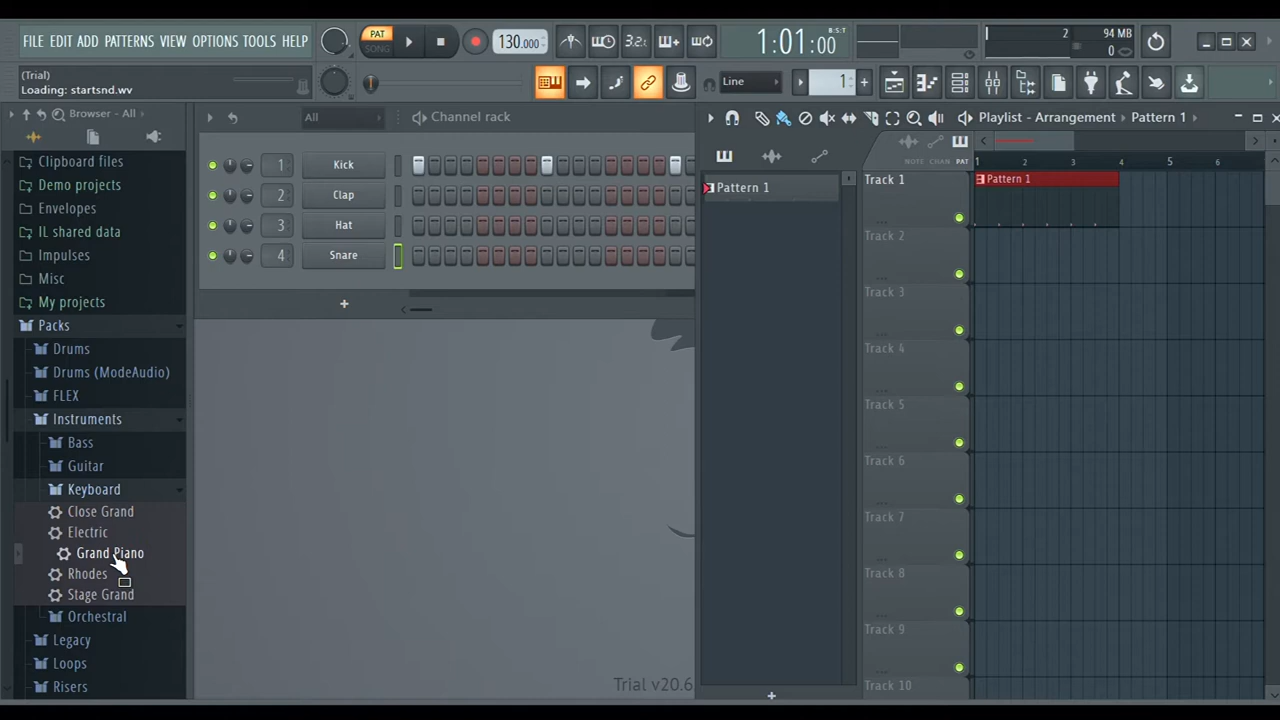 FILE EDIT ADD PATTERNS VIEW OPTIONS TOOLS HELP
PAT
SONG
130.000
3.2.
1:01:00
B:S:T
2
94 MB
0
(Trial)
Loading: startsnd.wv
Line
1
Browser - All
All
Channel rack
Playlist - Arrangement
Pattern 1
NOTE CHAN PAT
1 2 3 4 5 6
Clipboard files
Demo projects
Envelopes
IL shared data
Impulses
Misc
My projects
Packs
Drums
Drums (ModeAudio)
FLEX
Instruments
Bass
Guitar
Keyboard
Close Grand
Electric
Grand Piano
Rhodes
Stage Grand
Orchestral
Legacy
Loops
Risers
1 Kick
2 Clap
3 Hat
4 Snare
+
Trial v20.6
Pattern 1
Track 1
Pattern 1
Track 2
Track 3
Track 4
Track 5
Track 6
Track 7
Track 8
Track 9
Track 10